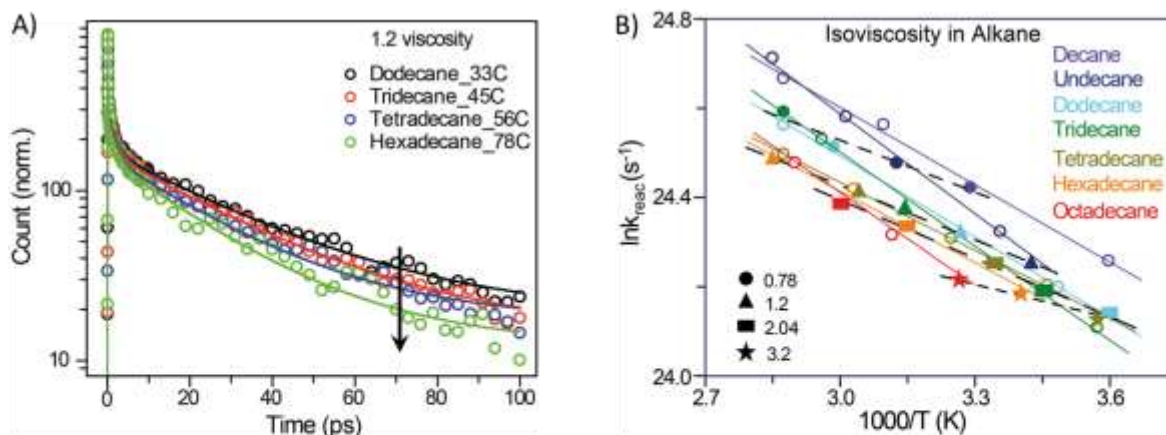 A)
1.2 viscosity
Dodecane_33C
Tridecane_45C
Tetradecane_56C
Hexadecane_78C
Count (norm.)
100
10
0
20
40
60
80
100
Time (ps)
B)
Isoviscosity in Alkane
Decane
Undecane
Dodecane
Tridecane
Tetradecane
Hexadecane
Octadecane
0.78
1.2
2.04
3.2
lnk_reac(s⁻¹)
24.8
24.4
24.0
2.7
3.0
3.3
3.6
1000/T (K)